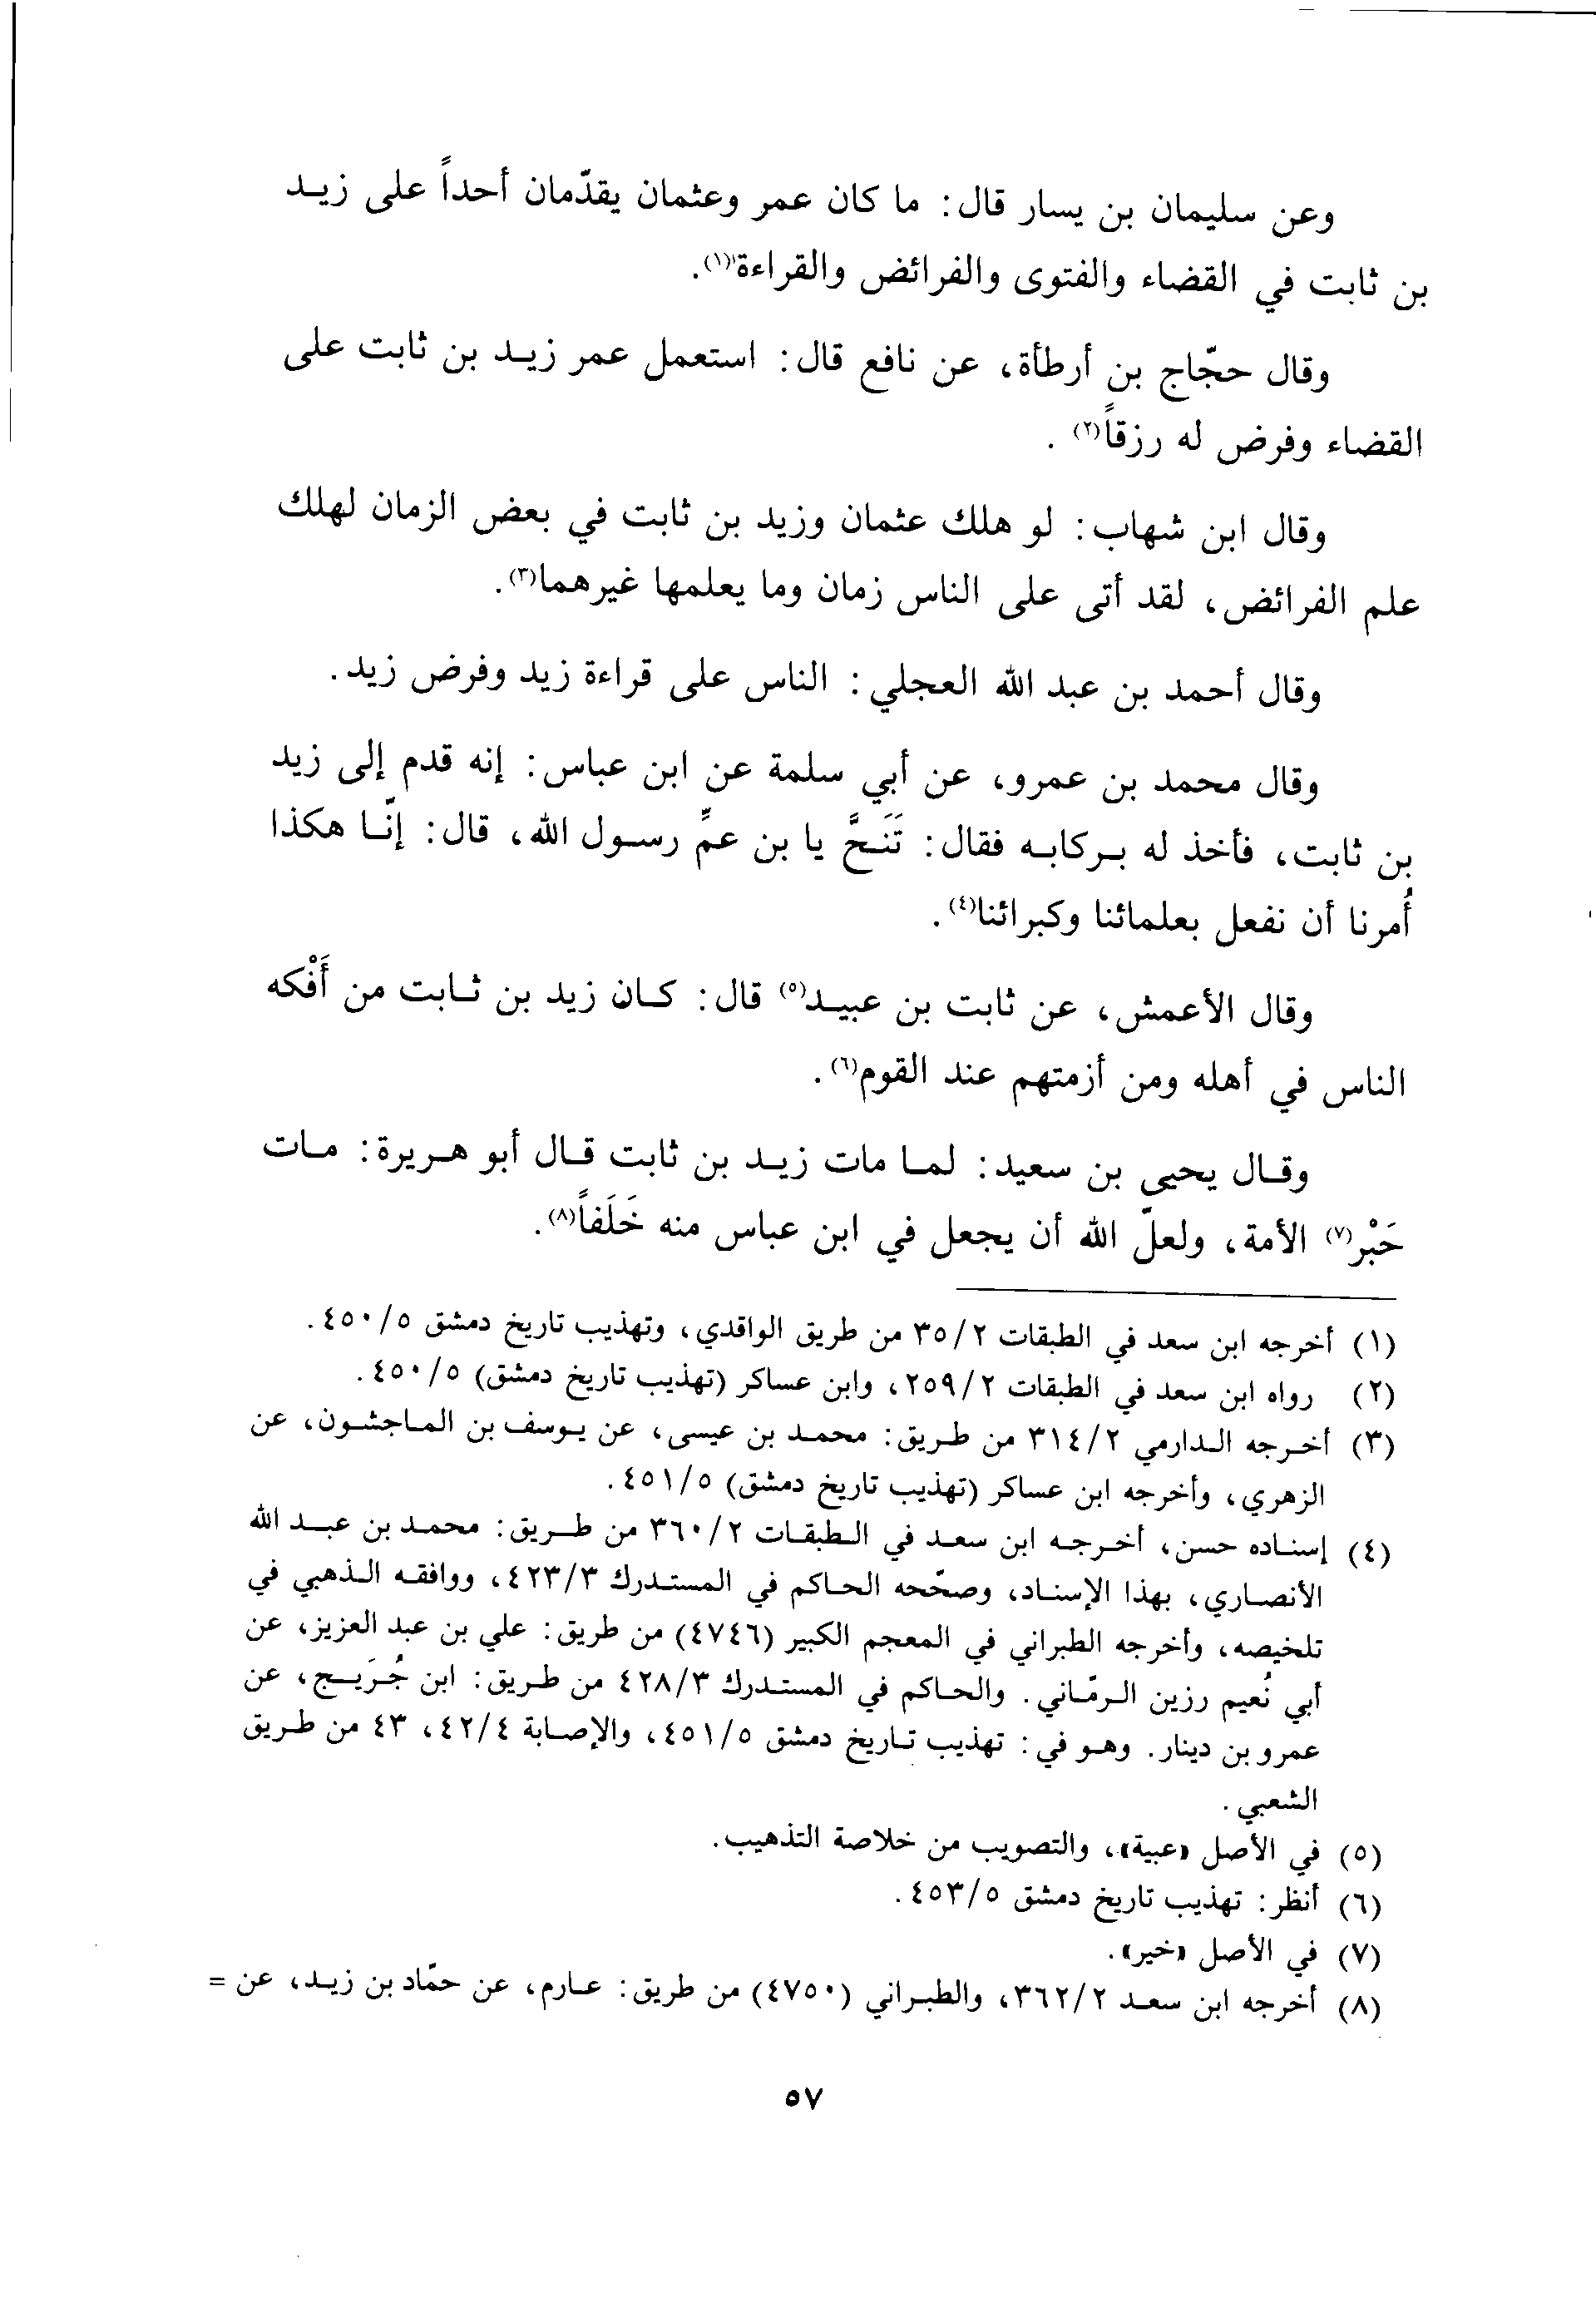 وعن سليمان بن يسار قال: ما كان عمر وعثمان يقدّمان أحداً على زيد
بن ثابت في القضاء والفتوى والفرائض والقراءة(١).
وقال حجّاج بن أرطأة، عن نافع قال: استعمل عمر زيد بن ثابت على
القضاء وفرض له رزقاً(٢).
وقال ابن شهاب: لو هلك عثمان وزيد بن ثابت في بعض الزمان لهلك
علم الفرائض، لقد أتى على الناس زمان وما يعلمها غيرهما(٣).
وقال أحمد بن عبد الله العجلي: الناس على قراءة زيد وفرض زيد.
وقال محمد بن عمرو، عن أبي سلمة عن ابن عباس: إنه قدم إلى زيد
بن ثابت، فأخذ له بركابه فقال: تَنَحَّ يا بن عمِّ رسول الله، قال: إنّا هكذا
أُمرنا أن نفعل بعلمائنا وكبرائنا(٤).
وقال الأعمش، عن ثابت بن عبيد(٥) قال: كان زيد بن ثابت من أَفْكه
الناس في أهله ومن أزمتهم عند القوم(٦).
وقال يحيى بن سعيد: لما مات زيد بن ثابت قال أبو هريرة: مات
حَبْر(٧) الأمة، ولعلّ الله أن يجعل في ابن عباس منه خَلَفاً(٨).
(١) أخرجه ابن سعد في الطبقات ٣٥/٢ من طريق الواقدي، وتهذيب تاريخ دمشق ٤٥٠/٥.
(٢) رواه ابن سعد في الطبقات ٢٥٩/٢، وابن عساكر (تهذيب تاريخ دمشق) ٤٥٠/٥.
(٣) أخرجه الدارمي ٣١٤/٢ من طريق: محمد بن عيسى، عن يوسف بن الماجشون، عن
الزهري، وأخرجه ابن عساكر (تهذيب تاريخ دمشق) ٤٥١/٥.
(٤) إسناده حسن، أخرجه ابن سعد في الطبقات ٣٦٠/٢ من طريق: محمد بن عبد الله
الأنصاري، بهذا الإسناد، وصحّحه الحاكم في المستدرك ٤٢٣/٣، ووافقه الذهبي في
تلخيصه، وأخرجه الطبراني في المعجم الكبير (٤٧٤٦) من طريق: علي بن عبد العزيز، عن
أبي نُعيم رزين الرمّاني. والحاكم في المستدرك ٤٢٨/٣ من طريق: ابن جُرَيج، عن
عمرو بن دينار. وهو في: تهذيب تاريخ دمشق ٤٥١/٥، والإصابة ٤٢/٤، ٤٣ من طريق
الشعبي.
(٥) في الأصل «عبية»، والتصويب من خلاصة التذهيب.
(٦) أنظر: تهذيب تاريخ دمشق ٤٥٣/٥.
(٧) في الأصل «خير».
(٨) أخرجه ابن سعد ٣٦٢/٢، والطبراني (٤٧٥٠) من طريق: عارم، عن حمّاد بن زيد، عن =
٥٧